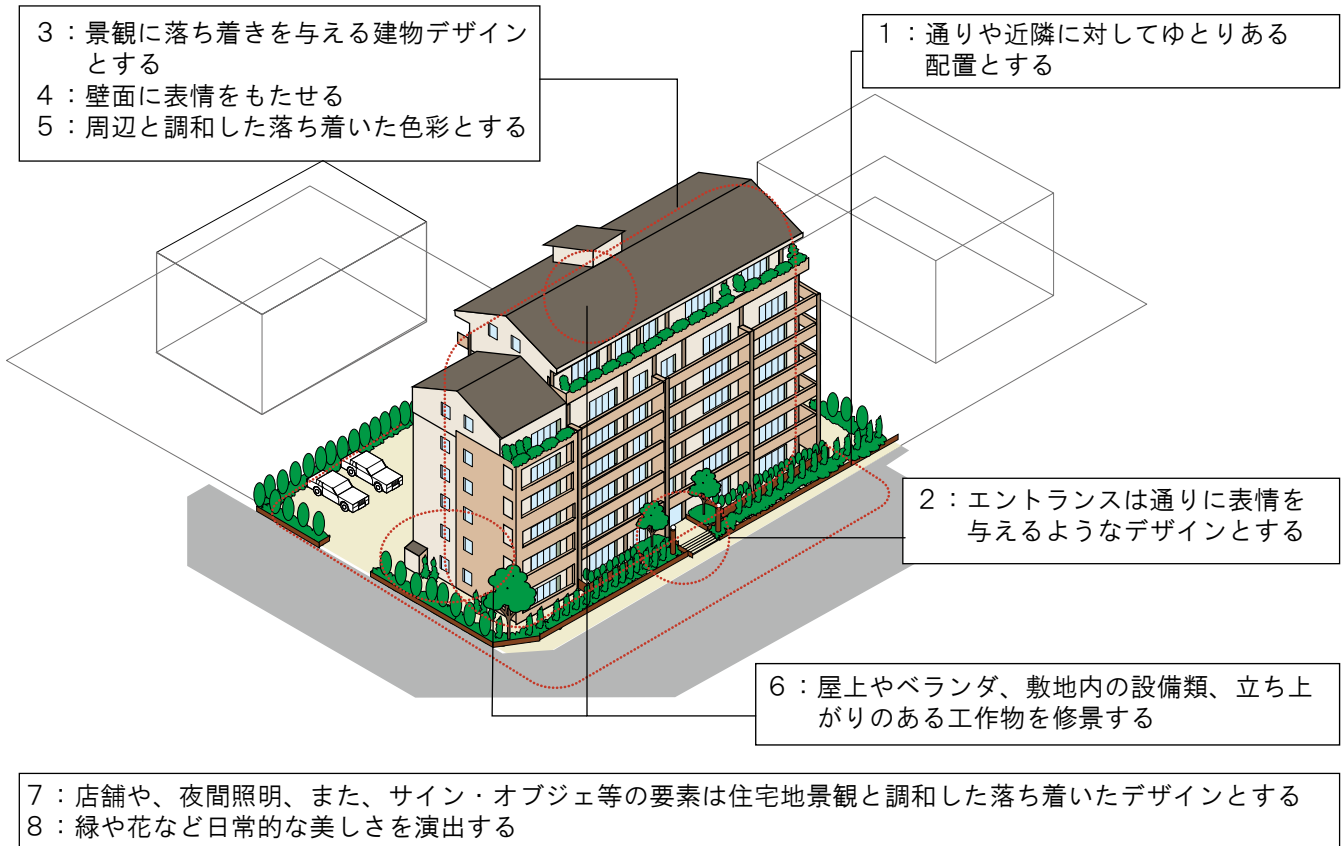 3：景観に落ち着きを与える建物デザイン
とする
4：壁面に表情をもたせる
5：周辺と調和した落ち着いた色彩とする
1：通りや近隣に対してゆとりある
配置とする
2：エントランスは通りに表情を
与えるようなデザインとする
6：屋上やベランダ、敷地内の設備類、立ち上
がりのある工作物を修景する
7：店舗や、夜間照明、また、サイン・オブジェ等の要素は住宅地景観と調和した落ち着いたデザインとする
8：緑や花など日常的な美しさを演出する